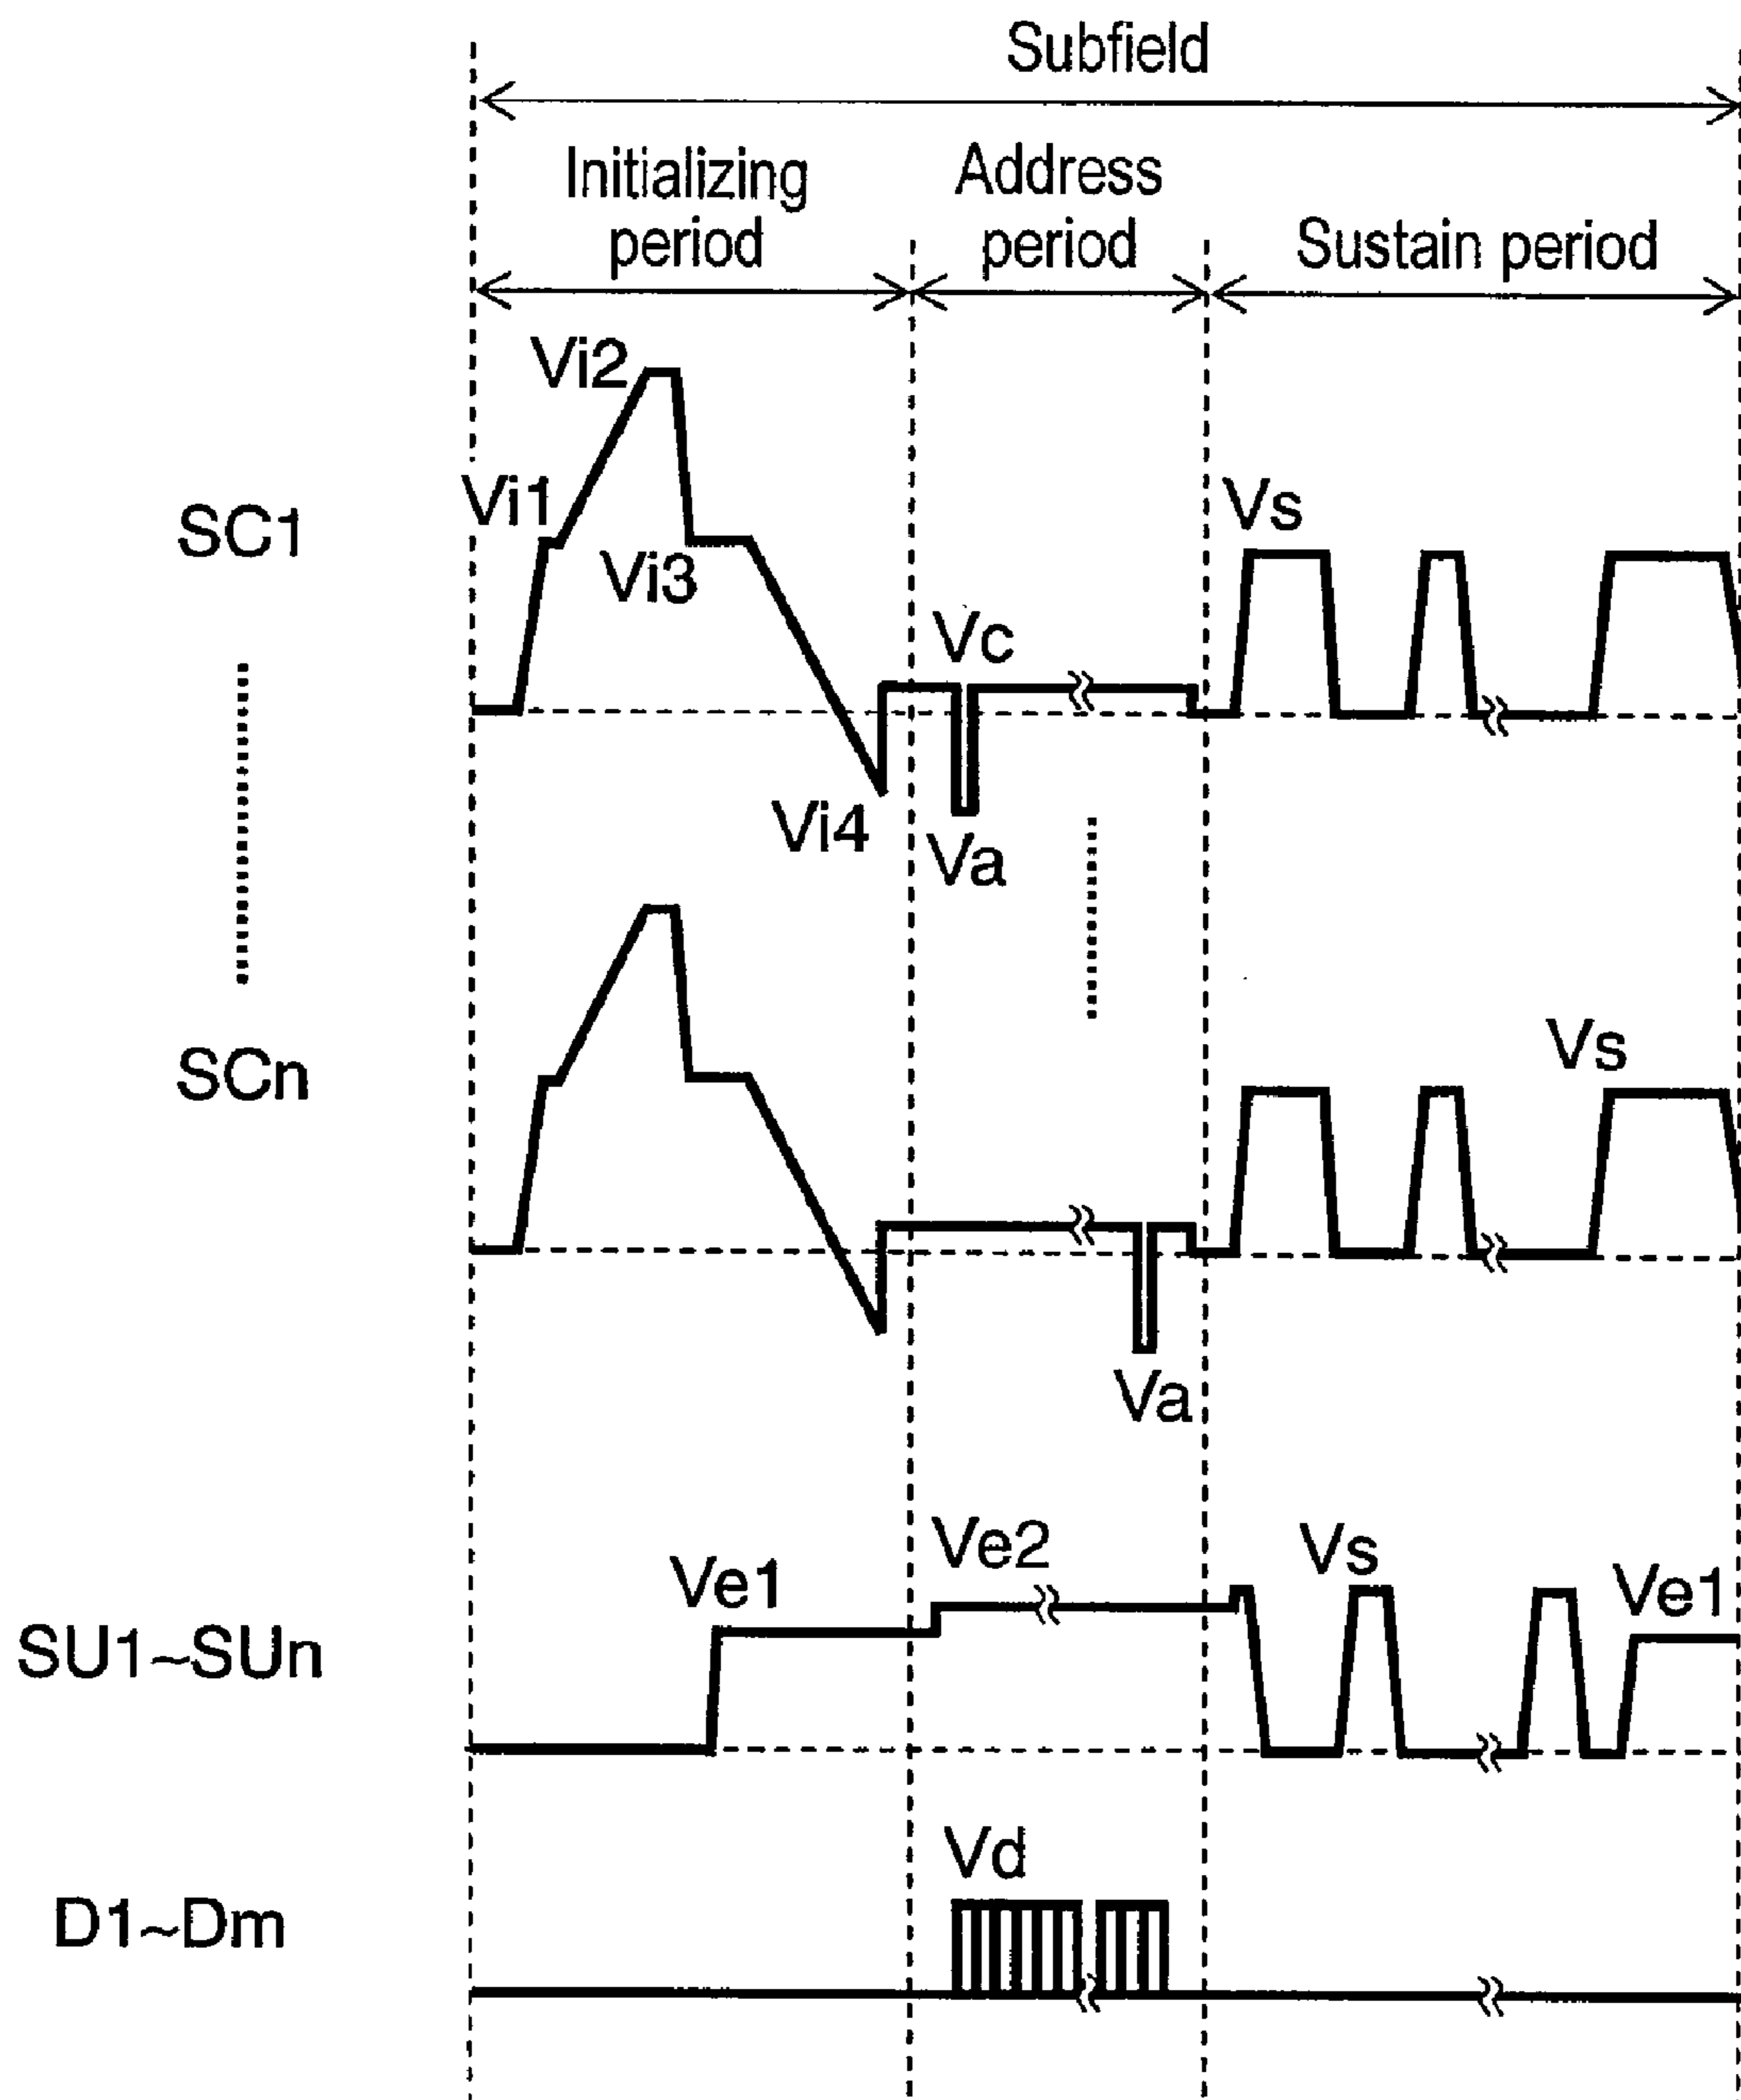 Subfield
Initializing
period
Address
period
Sustain period
Vi2
Vi1
Vs
SC1
Vi3
Vc
Vi4
Va
SCn
Vs
Va
Ve2
Vs
Ve1
Ve1
SU1~SUn
Vd
D1~Dm